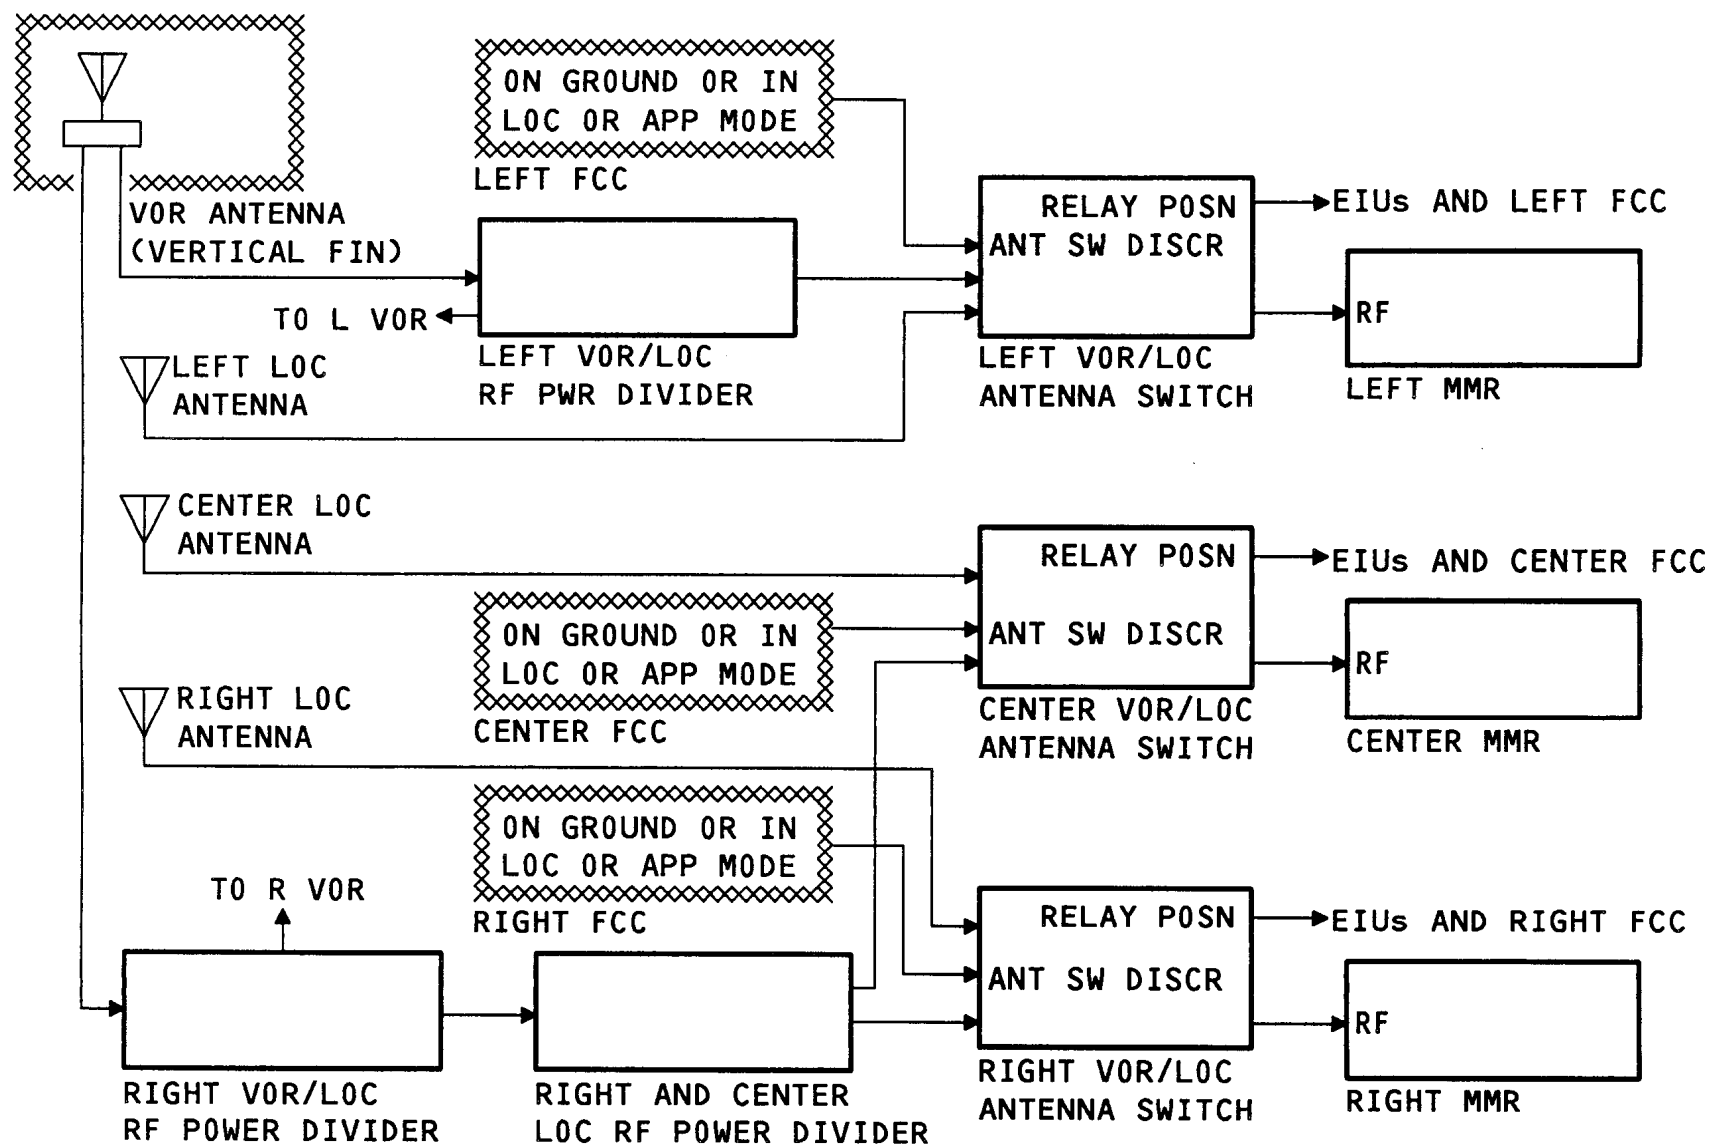 ON GROUND OR IN
LOC OR APP MODE
LEFT FCC
VOR ANTENNA
(VERTICAL FIN)
TO L VOR
LEFT VOR/LOC
RF PWR DIVIDER
RELAY POSN
ANT SW DISCR
LEFT VOR/LOC
ANTENNA SWITCH
EIUs AND LEFT FCC
RF
LEFT MMR
LEFT LOC
ANTENNA
CENTER LOC
ANTENNA
ON GROUND OR IN
LOC OR APP MODE
CENTER FCC
RELAY POSN
ANT SW DISCR
CENTER VOR/LOC
ANTENNA SWITCH
EIUs AND CENTER FCC
RF
CENTER MMR
RIGHT LOC
ANTENNA
ON GROUND OR IN
LOC OR APP MODE
RIGHT FCC
TO R VOR
RIGHT VOR/LOC
RF POWER DIVIDER
RIGHT AND CENTER
LOC RF POWER DIVIDER
RELAY POSN
ANT SW DISCR
RIGHT VOR/LOC
ANTENNA SWITCH
EIUs AND RIGHT FCC
RF
RIGHT MMR